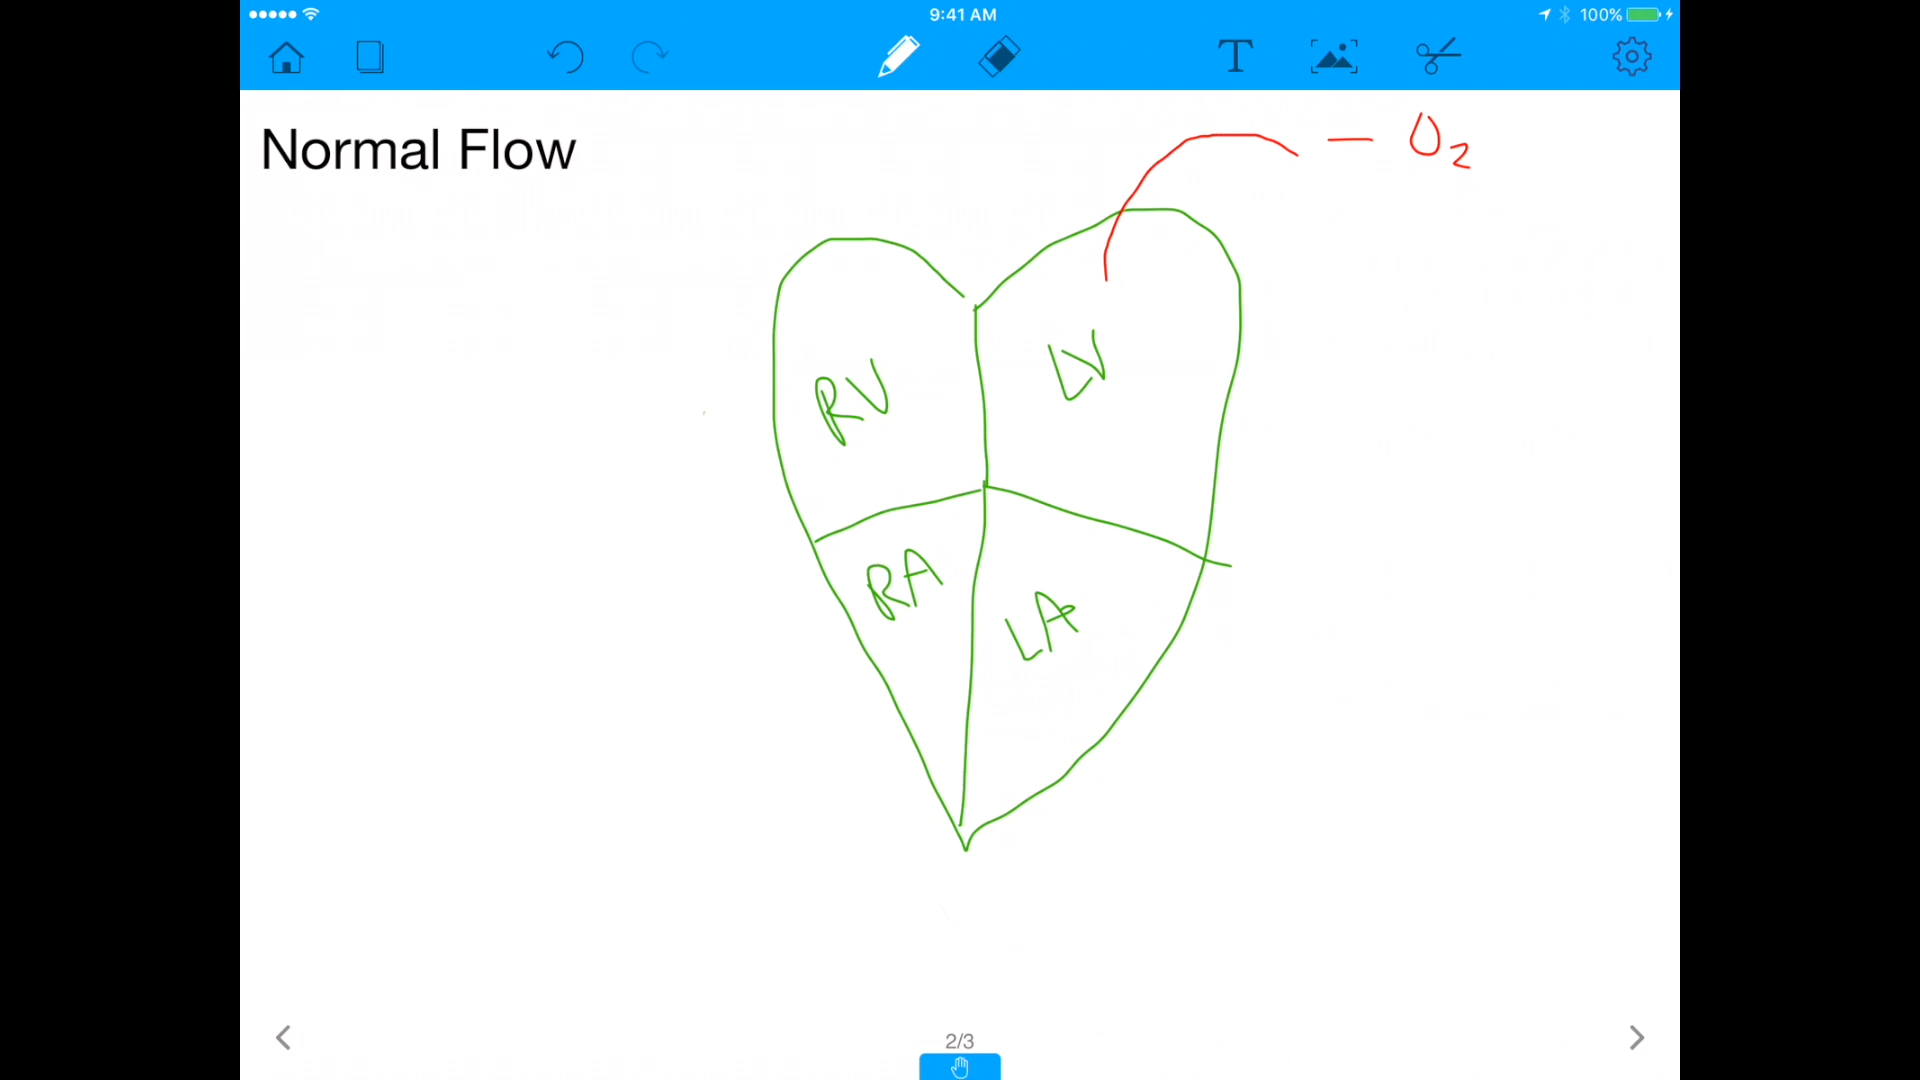 9:41 AM
100%
T
Normal Flow
— O₂
RV
LV
RA
LA
2/3